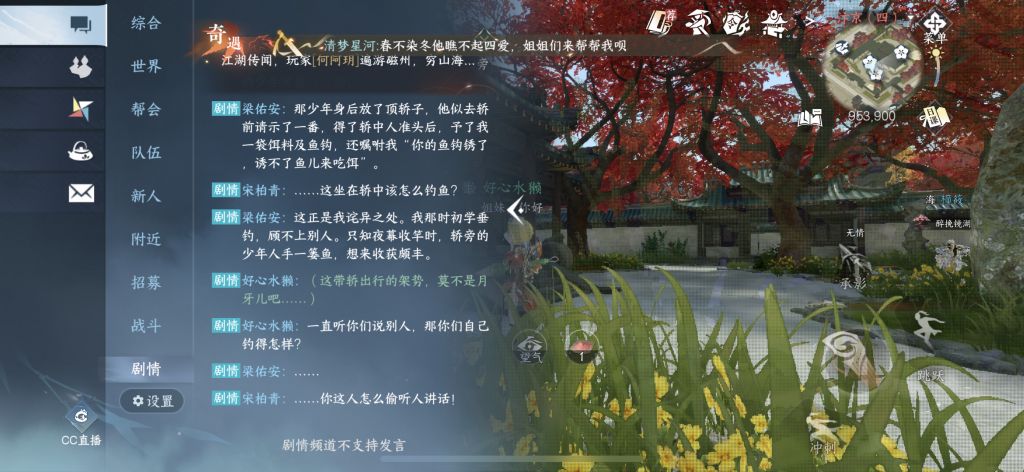 综合
世界
帮会
队伍
新人
附近
招募
战斗
剧情
设置
CC直播
奇遇
清梦星河:春不染冬他瞧不起四爱，姐姐们来帮帮我呗
江湖传闻，玩家[何阿玥]遍游磁州，穷山海...
剧情 梁佑安：那少年身后放了顶轿子，他似去轿
前请示了一番，得了轿中人准头后，予了我
一袋饵料及鱼钩，还嘱咐我“你的鱼钩锈了
，诱不了鱼儿来吃饵”。
剧情 宋柏青：……这坐在轿中该怎么钓鱼？
剧情 梁佑安：这正是我诧异之处。我那时初学垂
钓，顾不上别人。只知夜幕收竿时，轿旁的
少年人手一篓鱼，想来收获颇丰。
剧情 好心水獭：（这带轿出行的架势，莫不是月
牙儿吧……）
剧情 好心水獭：一直听你们说别人，那你们自己
钓得怎样？
剧情 梁佑安：……
剧情 宋柏青：……你这人怎么偷听人讲话！
剧情频道不支持发言
好心水獭
你好
望气
1
菜单
953,900
醉挽镜湖
无情
承影
跳跃
冲刺